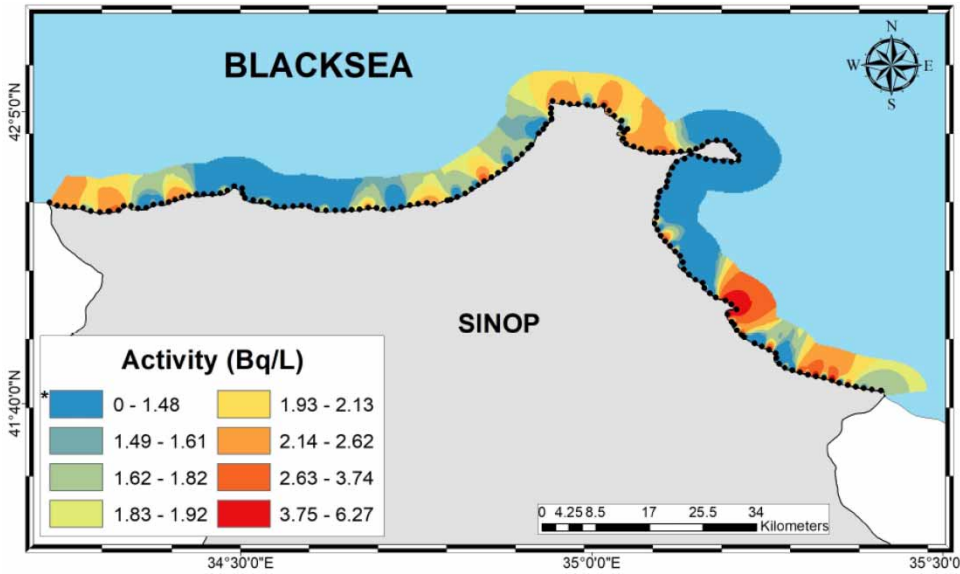 BLACKSEA
N
W E
S
42°5'0"N
SINOP
Activity (Bq/L)
* 0 - 1.48
1.93 - 2.13
1.49 - 1.61
2.14 - 2.62
1.62 - 1.82
2.63 - 3.74
1.83 - 1.92
3.75 - 6.27
41°40'0"N
0 4.25 8.5 17 25.5 34
Kilometers
34°30'0"E 35°0'0"E 35°30'0"E